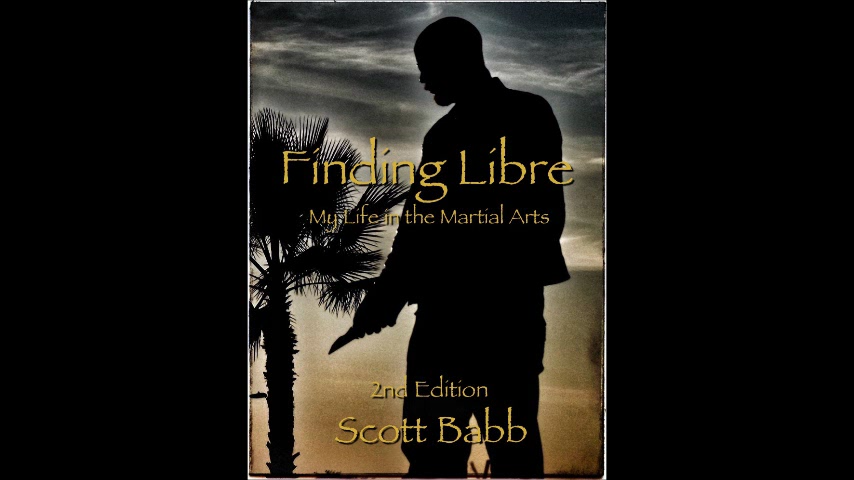 Finding Libre
My Life in the Martial Arts
2nd Edition
Scott Babb